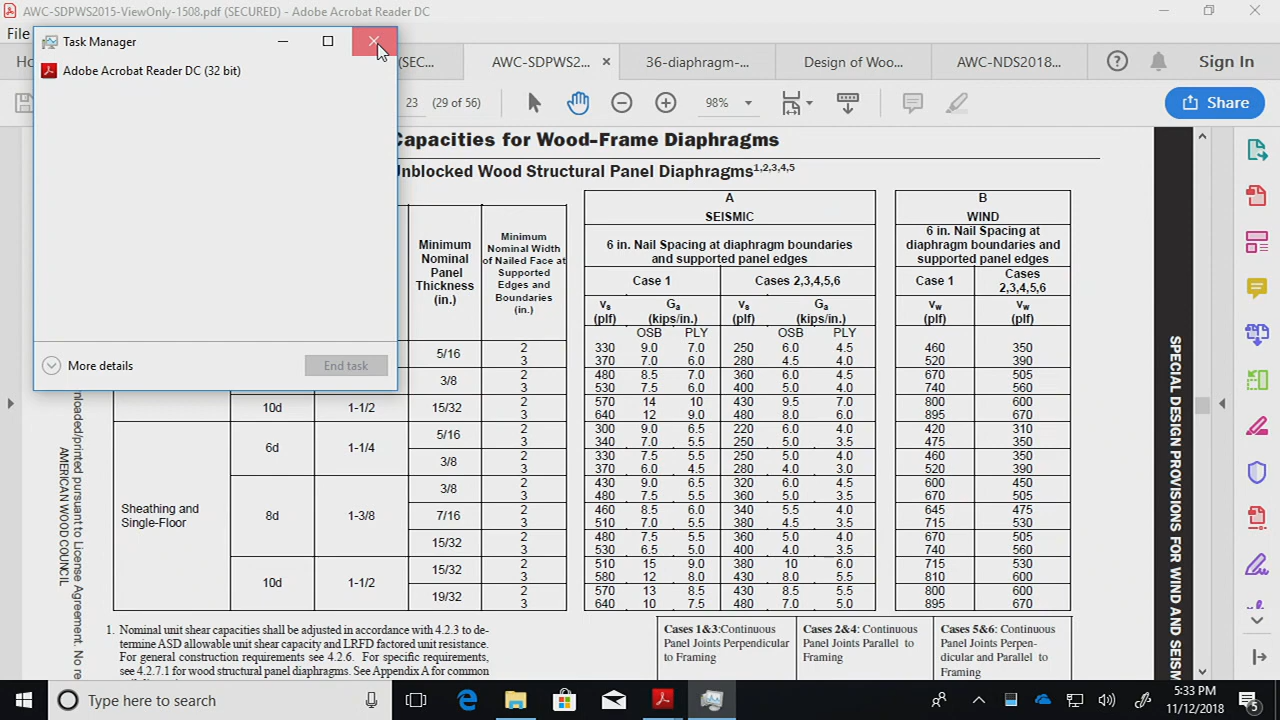 AWC-SDPWS2015-ViewOnly-1508.pdf (SECURED) - Adobe Acrobat Reader DC
File
Task Manager
Adobe Acrobat Reader DC (32 bit)
More details
End task
(SEC...
AWC-SDPWS2...
36-diaphragm-...
Design of Woo...
AWC-NDS2018...
Sign In
23 (29 of 56)
98%
Share
Capacities for Wood-Frame Diaphragms
Unblocked Wood Structural Panel Diaphragms1,2,3,4,5
Minimum
Nominal
Panel
Thickness
(in.)
Minimum
Nominal Width
of Nailed Face at
Supported
Edges and
Boundaries
(in.)
A
SEISMIC
6 in. Nail Spacing at diaphragm boundaries
and supported panel edges
Case 1 Cases 2,3,4,5,6
vs Ga vs Ga
(plf) (kips/in.) (plf) (kips/in.)
OSB PLY OSB PLY
B
WIND
6 in. Nail Spacing at
diaphragm boundaries and
supported panel edges
Case 1 Cases
2,3,4,5,6
vw vw
(plf) (plf)
5/16 2 330 9.0 7.0 250 6.0 4.5 460 350
3 370 7.0 6.0 280 4.5 4.0 520 390
3/8 2 480 8.5 7.0 360 6.0 4.5 670 505
3 530 7.5 6.0 400 5.0 4.0 740 560
10d 1-1/2 15/32 2 570 14 10 430 9.5 7.0 800 600
3 640 12 9.0 480 8.0 6.0 895 670
Sheathing and
Single-Floor
6d 1-1/4 5/16 2 300 9.0 6.5 220 6.0 4.0 420 310
3 340 7.0 5.5 250 5.0 3.5 475 350
3/8 2 330 7.5 5.5 250 5.0 4.0 460 350
3 370 6.0 4.5 280 4.0 3.0 520 390
8d 1-3/8 3/8 2 430 9.0 6.5 320 6.0 4.5 600 450
3 480 7.5 5.5 360 5.0 3.5 670 505
7/16 2 460 8.5 6.0 340 5.5 4.0 645 475
3 510 7.0 5.5 380 4.5 3.5 715 530
15/32 2 480 7.5 5.5 360 5.0 4.0 670 505
3 530 6.5 5.0 400 4.0 3.5 740 560
10d 1-1/2 15/32 2 510 15 9.0 380 10 6.0 715 530
3 580 12 8.0 430 8.0 5.5 810 600
19/32 2 570 13 8.5 430 8.5 5.5 800 600
3 640 10 7.5 480 7.0 5.0 895 670
1. Nominal unit shear capacities shall be adjusted in accordance with 4.2.3 to de-
termine ASD allowable unit shear capacity and LRFD factored unit resistance.
For general construction requirements see 4.2.6. For specific requirements,
see 4.2.7.1 for wood structural panel diaphragms. See Appendix A for common
Cases 1&3:Continuous
Panel Joints Perpendicular
to Framing
Cases 2&4: Continuous
Panel Joints Parallel to
Framing
Cases 5&6: Continuous
Panel Joints Perpen-
dicular and Parallel to
Framing
nloaded/printed pursuant to License Agreement. No re
AMERICAN WOOD COUNCIL
SPECIAL DESIGN PROVISIONS FOR WIND AND SEISM
Type here to search
5:33 PM
11/12/2018
5